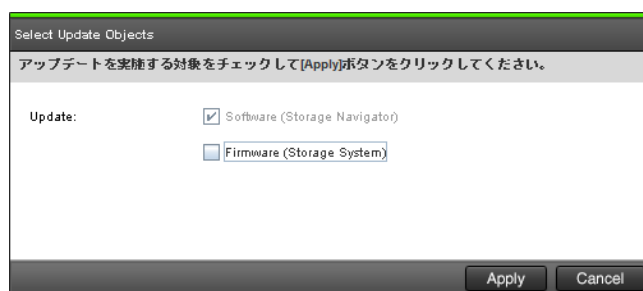 Select Update Objects
アップデートを実施する対象をチェックして[Apply]ボタンをクリックしてください。
Update:
Software (Storage Navigator)
Firmware (Storage System)
Apply Cancel